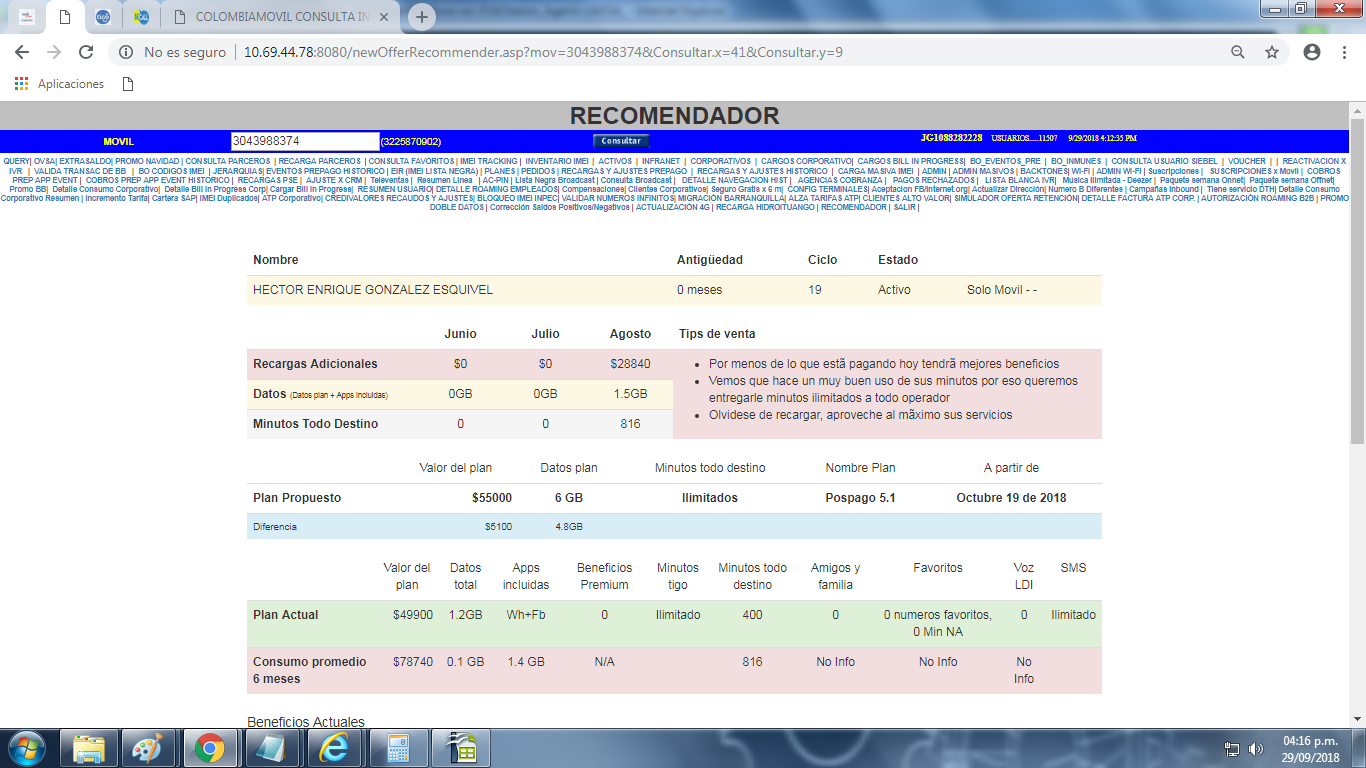 COLOMBIAMOVIL CONSULTA IN
No es seguro | 10.69.44.78:8080/newOfferRecommender.asp?mov=3043988374&Consultar.x=41&Consultar.y=9
Aplicaciones
RECOMENDADOR
MOVIL 3043988374 (3225870902) Consultar JG1088282228 USUARIOS.....11507 9/29/2018 4:12:35 PM
QUERY| OVSA| EXTRASALDO| PROMO NAVIDAD | CONSULTA PARCEROS | RECARGA PARCEROS | CONSULTA FAVORITOS | IMEI TRACKING | INVENTARIO IMEI | ACTIVOS | INFRANET | CORPORATIVOS | CARGOS CORPORATIVO| CARGOS BILL IN PROGRESS| BO_EVENTOS_PRE | BO_INMUNES | CONSULTA USUARIO SIEBEL | VOUCHER | | REACTIVACION X
IVR | VALIDA TRANSAC DE BB | BO CODIGOS IMEI | JERARQUIAS| EVENTOS PREPAGO HISTORICO | EIR (IMEI LISTA NEGRA) | PLANES | PEDIDOS | RECARGAS Y AJUSTES PREPAGO | RECARGAS Y AJUSTES HISTORICO | CARGA MASIVA IMEI | ADMIN | ADMIN MASIVOS | BACKTONES| WI-FI | ADMIN WI-FI | Suscripciones | SUSCRIPCIONES x Movil | COBROS
PREP APP EVENT | COBROS PREP APP EVENT HISTORICO | RECARGAS PSE | AJUSTE X CRM | Televentas | Resumen Linea | AC-PIN | Lista Negra Broadcast | Consulta Broadcast | DETALLE NAVEGACION HIST | AGENCIAS COBRANZA | PAGOS RECHAZADOS | LISTA BLANCA IVR| Música Ilimitada - Deezer | Paquete semana Onnet| Paquete semana Offnet|
Promo BB| Detalle Consumo Corporativo| Detalle Bill In Progress Corp| Cargar Bill In Progress| RESUMEN USUARIO| DETALLE ROAMING EMPLEADOS| Compensaciones| Clientes Corporativos| Seguro Gratis x 6 m| CONFIG TERMINALES| Aceptacion FB/Internet.org| Actualizar Dirección| Numero B Diferentes | Campañas Inbound | Tiene servicio DTH| Detalle Consumo
Corporativo Resumen | Incremento Tarifa| Cartera SAP| IMEI Duplicados| ATP Corporativo| CREDIVALORES RECAUDOS Y AJUSTES| BLOQUEO IMEI INPEC| VALIDAR NUMEROS INFINITOS| MIGRACIÓN BARRANQUILLA| ALZA TARIFAS ATP| CLIENTES ALTO VALOR| SIMULADOR OFERTA RETENCIÓN| DETALLE FACTURA ATP CORP. | AUTORIZACIÓN ROAMING B2B | PROMO
DOBLE DATOS | Corrección Saldos Positivos/Negativos | ACTUALIZACIÓN 4G | RECARGA HIDROITUANGO | RECOMENDADOR | SALIR |
Nombre Antigüedad Ciclo Estado
HECTOR ENRIQUE GONZALEZ ESQUIVEL 0 meses 19 Activo Solo Movil - -
Junio Julio Agosto Tips de venta
Recargas Adicionales $0 $0 $28840
Datos (Datos plan + Apps incluidas) 0GB 0GB 1.5GB
Minutos Todo Destino 0 0 816
• Por menos de lo que estã pagando hoy tendrã mejores beneficios
• Vemos que hace un muy buen uso de sus minutos por eso queremos
entregarle minutos ilimitados a todo operador
• Olvidese de recargar, aproveche al mãximo sus servicios
Valor del plan Datos plan Minutos todo destino Nombre Plan A partir de
Plan Propuesto $55000 6 GB Ilimitados Pospago 5.1 Octubre 19 de 2018
Diferencia $5100 4.8GB
Valor del Datos Apps Beneficios Minutos Minutos todo Amigos y Favoritos Voz SMS
plan total incluidas Premium tigo destino familia LDI
Plan Actual $49900 1.2GB Wh+Fb 0 Ilimitado 400 0 0 numeros favoritos, 0 Ilimitado
0 Min NA
Consumo promedio $78740 0.1 GB 1.4 GB N/A 816 No Info No Info No
6 meses Info
Beneficios Actuales
04:16 p.m.
29/09/2018